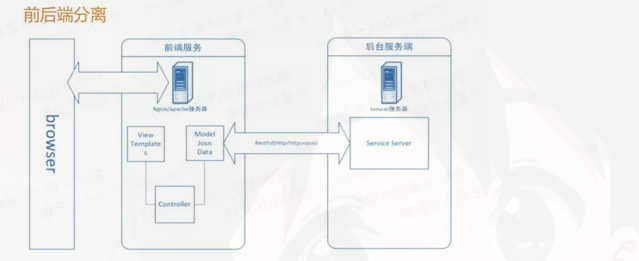 前后端分离
browser
前端服务
Nginx/apache服务器
View
Template
s
Model
Josn
Data
Controller
Restful(Http/Https+json)
后台服务端
tomcat服务器
Service Server